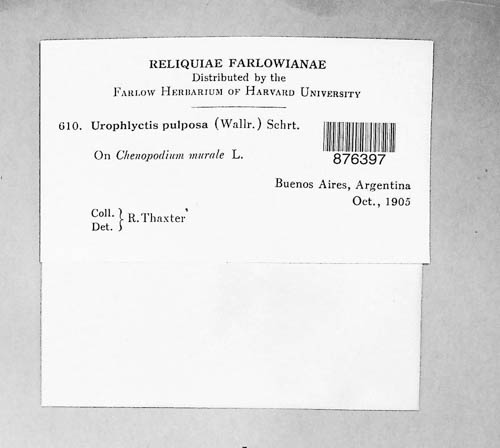 RELIQUIAE FARLOWIANAE
Distributed by the
FARLOW HERBARIUM OF HARVARD UNIVERSITY
610. Urophlyctis pulposa (Wallr.) Schrt.
876397
On Chenopodium murale L.
Buenos Aires, Argentina
Oct., 1905
Coll. } R. Thaxter
Det.